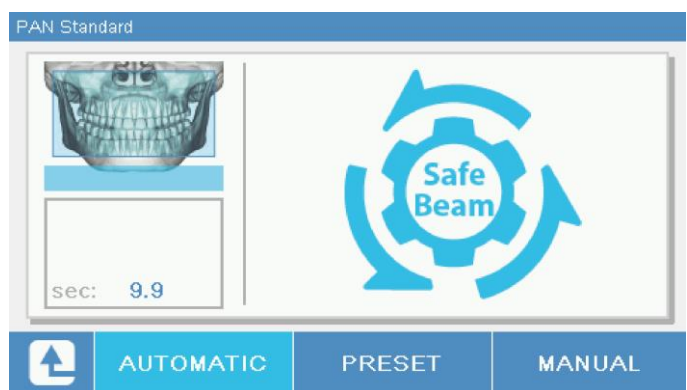 PAN Standard
Safe
Beam
sec: 9.9
AUTOMATIC PRESET MANUAL